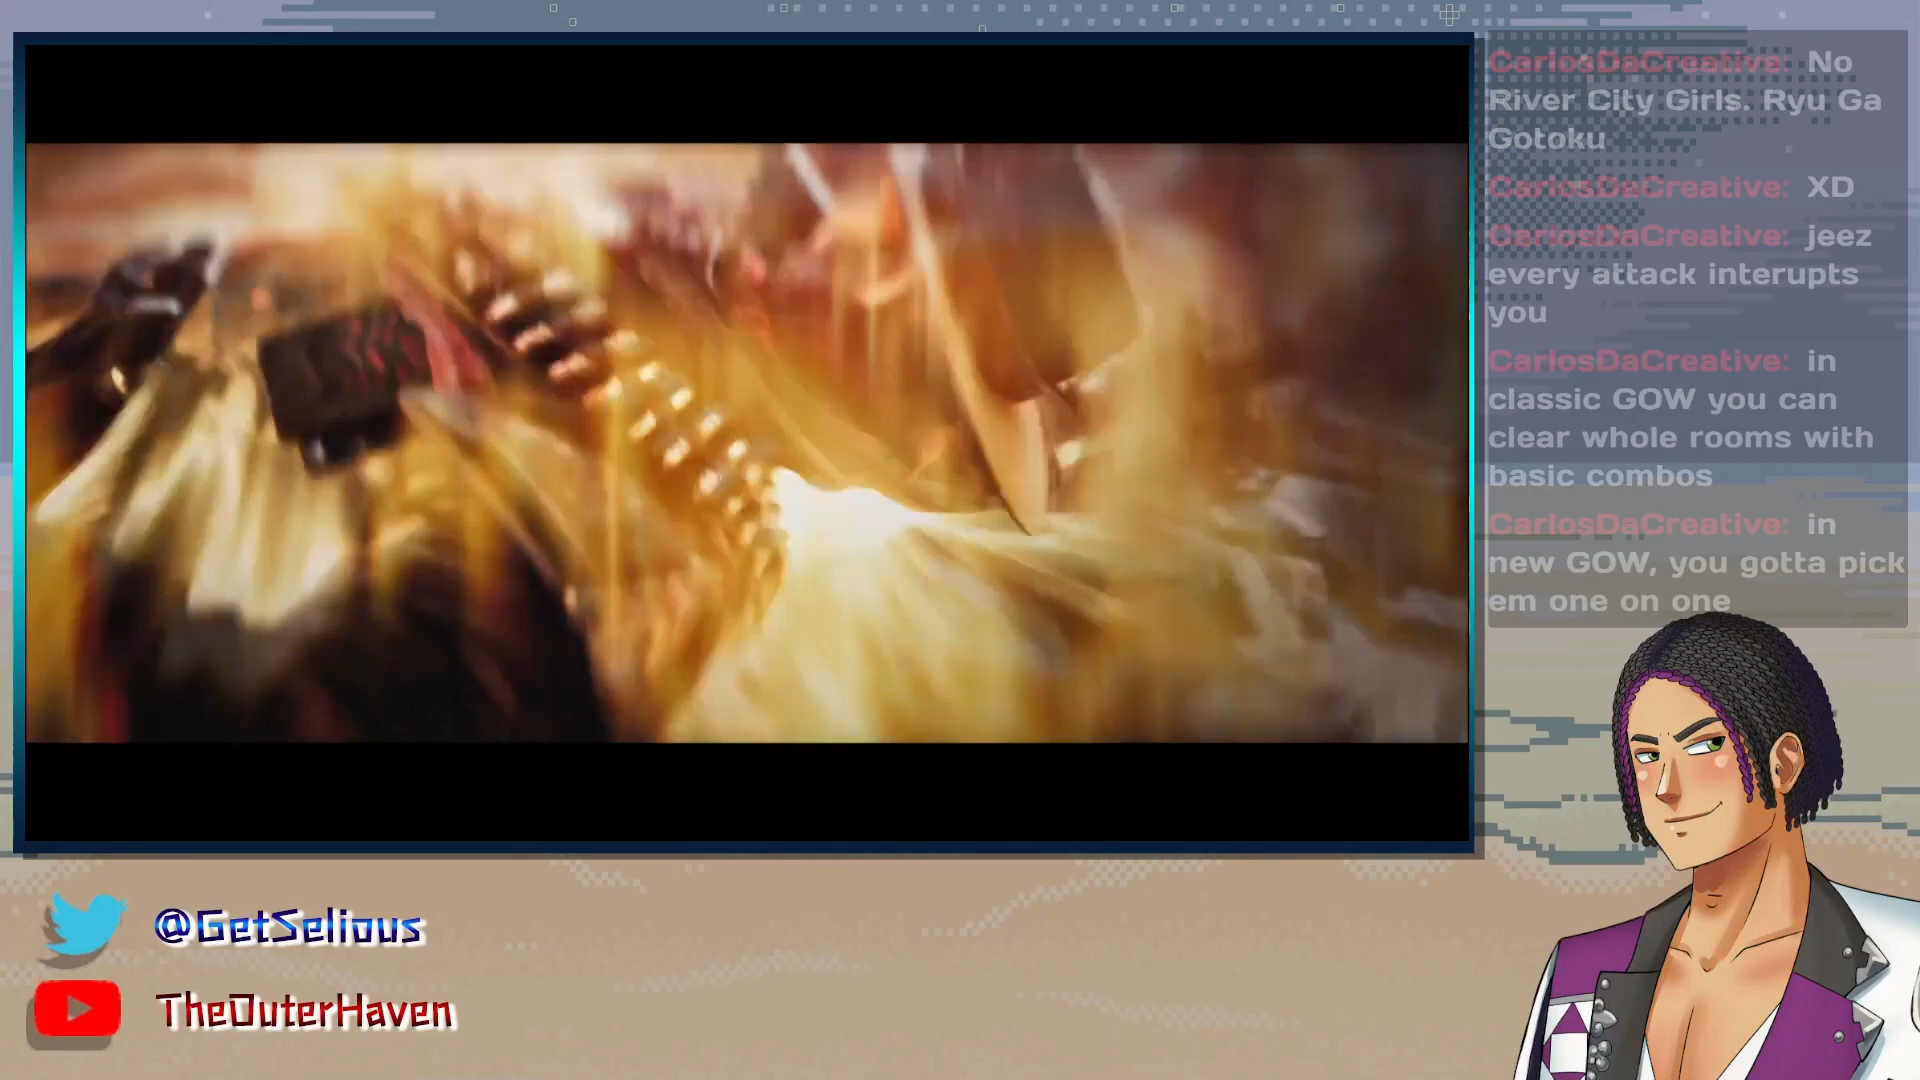 CarlosDaCreative: No
River City Girls. Ryu Ga
Gotoku
CarlosDaCreative: XD
CarlosDaCreative: jeez
every attack interupts
you
CarlosDaCreative: in
classic GOW you can
clear whole rooms with
basic combos
CarlosDaCreative: in
new GOW, you gotta pick
em one on one
@GetSelious
TheOuterHaven